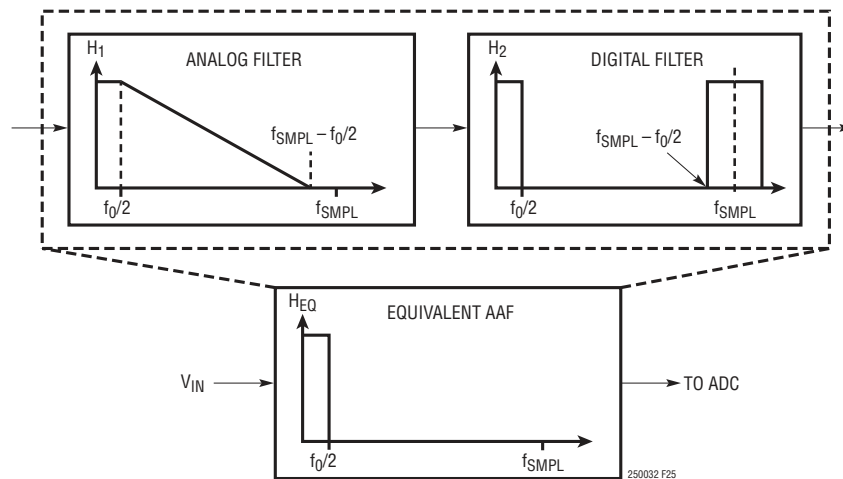 H1
ANALOG FILTER
fSMPL – f0/2
f0/2
fSMPL
H2
DIGITAL FILTER
fSMPL – f0/2
f0/2
fSMPL
HEQ
EQUIVALENT AAF
VIN
TO ADC
f0/2
fSMPL
250032 F25